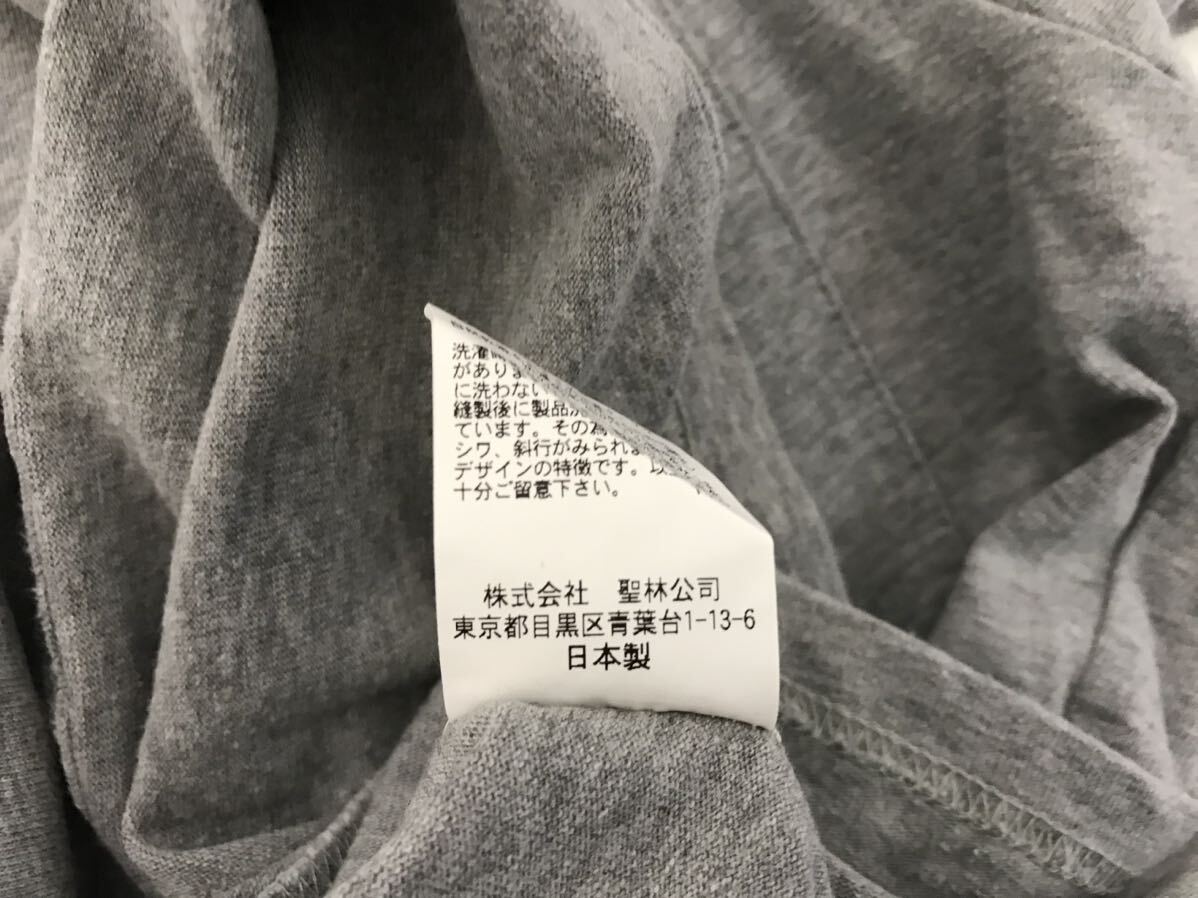 洗濯
があり
に洗わない
縫製後に製品
ています。その為
シワ、斜行がみられ
デザインの特徴です。
十分ご留意下さい。
株式会社　聖林公司
東京都目黒区青葉台1-13-6
日本製